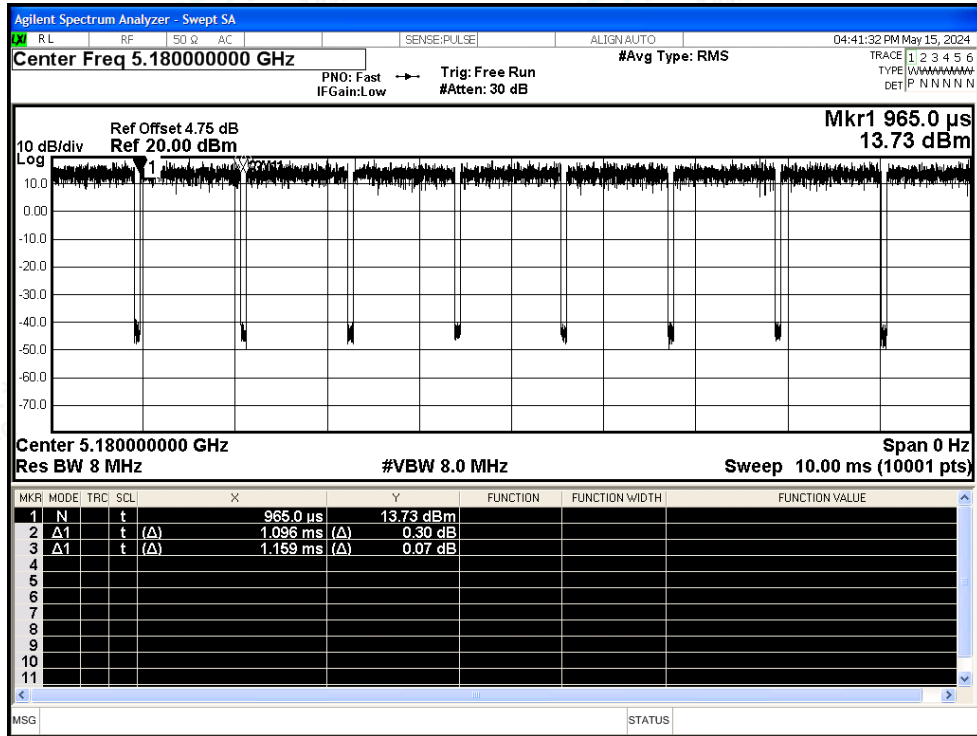 Agilent Spectrum Analyzer - Swept SA
LXI RL RF 50 Ω AC SENSE:PULSE ALIGN AUTO 04:41:32 PM May 15, 2024
Center Freq 5.180000000 GHz #Avg Type: RMS TRACE 1 2 3 4 5 6
PNO: Fast Trig: Free Run TYPE
IFGain:Low #Atten: 30 dB DET P N N N N N
Mkr1 965.0 µs
13.73 dBm
Ref Offset 4.75 dB
10 dB/div Ref 20.00 dBm
Log
1
10.0
0.00
-10.0
-20.0
-30.0
-40.0
-50.0
-60.0
-70.0
Center 5.180000000 GHz Span 0 Hz
Res BW 8 MHz #VBW 8.0 MHz Sweep 10.00 ms (10001 pts)
MKR MODE TRC SCL X Y FUNCTION FUNCTION WIDTH FUNCTION VALUE
1 N t 965.0 µs 13.73 dBm
2 Δ1 t (Δ) 1.096 ms (Δ) 0.30 dB
3 Δ1 t (Δ) 1.159 ms (Δ) 0.07 dB
4
5
6
7
8
9
10
11
MSG STATUS